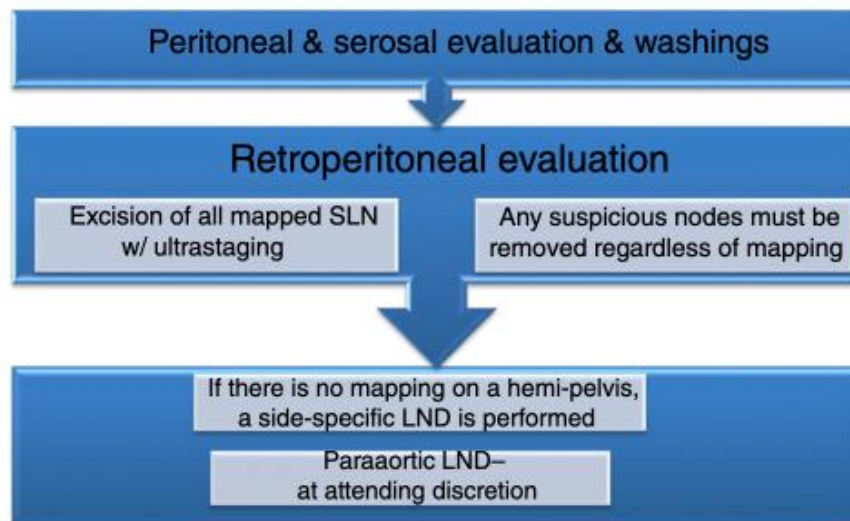 Peritoneal & serosal evaluation & washings
Retroperitoneal evaluation
Excision of all mapped SLN
w/ ultrastaging
Any suspicious nodes must be
removed regardless of mapping
If there is no mapping on a hemi-pelvis,
a side-specific LND is performed
Paraaortic LND–
at attending discretion